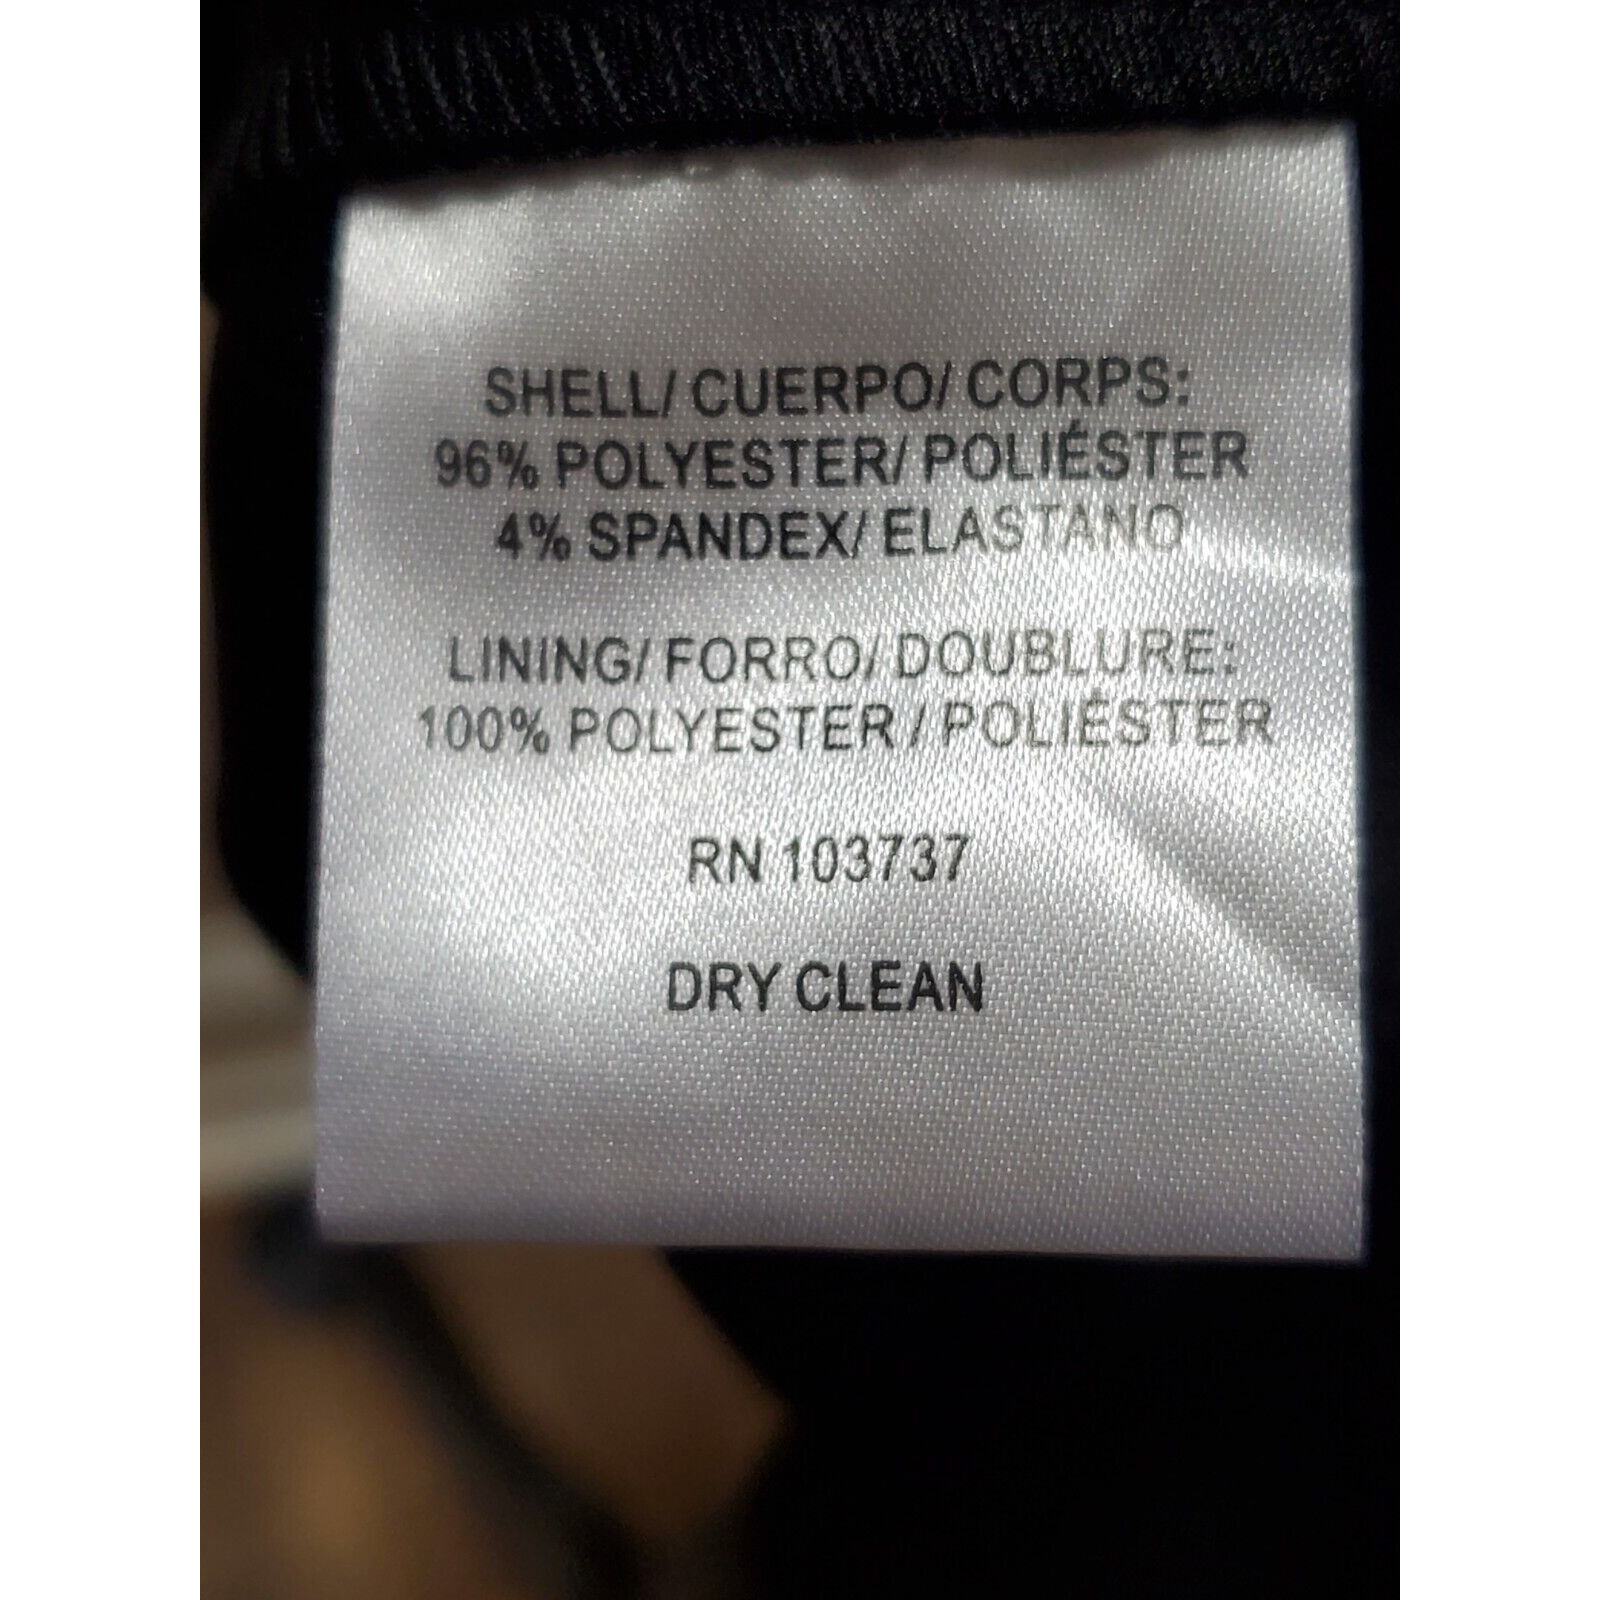 SHELL/ CUERPO/ CORPS:
96% POLYESTER/ POLIÉSTER
4% SPANDEX/ ELASTANO
LINING/ FORRO/ DOUBLURE:
100% POLYESTER / POLIÉSTER
RN 103737
DRY CLEAN